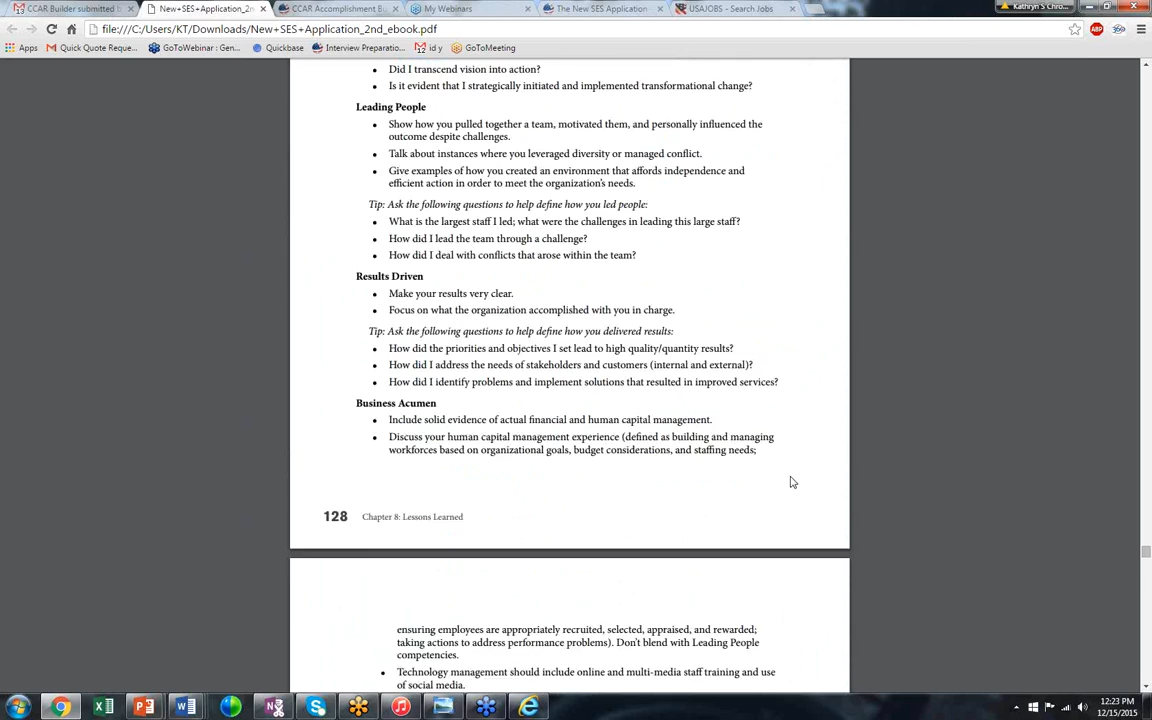 CCAR Builder submitted b
New+SES+Application_2n
CCAR Accomplishment Bu
My Webinars
The New SES Application
USAJOBS - Search Jobs
Kathryn S Chro...
file:///C:/Users/KT/Downloads/New+SES+Application_2nd_ebook.pdf
Apps
Quick Quote Reque...
GoToWebinar : Gen...
Quickbase
Interview Preparatio...
id y
GoToMeeting
• Did I transcend vision into action?
• Is it evident that I strategically initiated and implemented transformational change?
Leading People
• Show how you pulled together a team, motivated them, and personally influenced the
outcome despite challenges.
• Talk about instances where you leveraged diversity or managed conflict.
• Give examples of how you created an environment that affords independence and
efficient action in order to meet the organization's needs.
Tip: Ask the following questions to help define how you led people:
• What is the largest staff I led; what were the challenges in leading this large staff?
• How did I lead the team through a challenge?
• How did I deal with conflicts that arose within the team?
Results Driven
• Make your results very clear.
• Focus on what the organization accomplished with you in charge.
Tip: Ask the following questions to help define how you delivered results:
• How did the priorities and objectives I set lead to high quality/quantity results?
• How did I address the needs of stakeholders and customers (internal and external)?
• How did I identify problems and implement solutions that resulted in improved services?
Business Acumen
• Include solid evidence of actual financial and human capital management.
• Discuss your human capital management experience (defined as building and managing
workforces based on organizational goals, budget considerations, and staffing needs;
128 Chapter 8: Lessons Learned
ensuring employees are appropriately recruited, selected, appraised, and rewarded;
taking actions to address performance problems). Don't blend with Leading People
competencies.
• Technology management should include online and multi-media staff training and use
of social media.
12:23 PM
12/15/2015